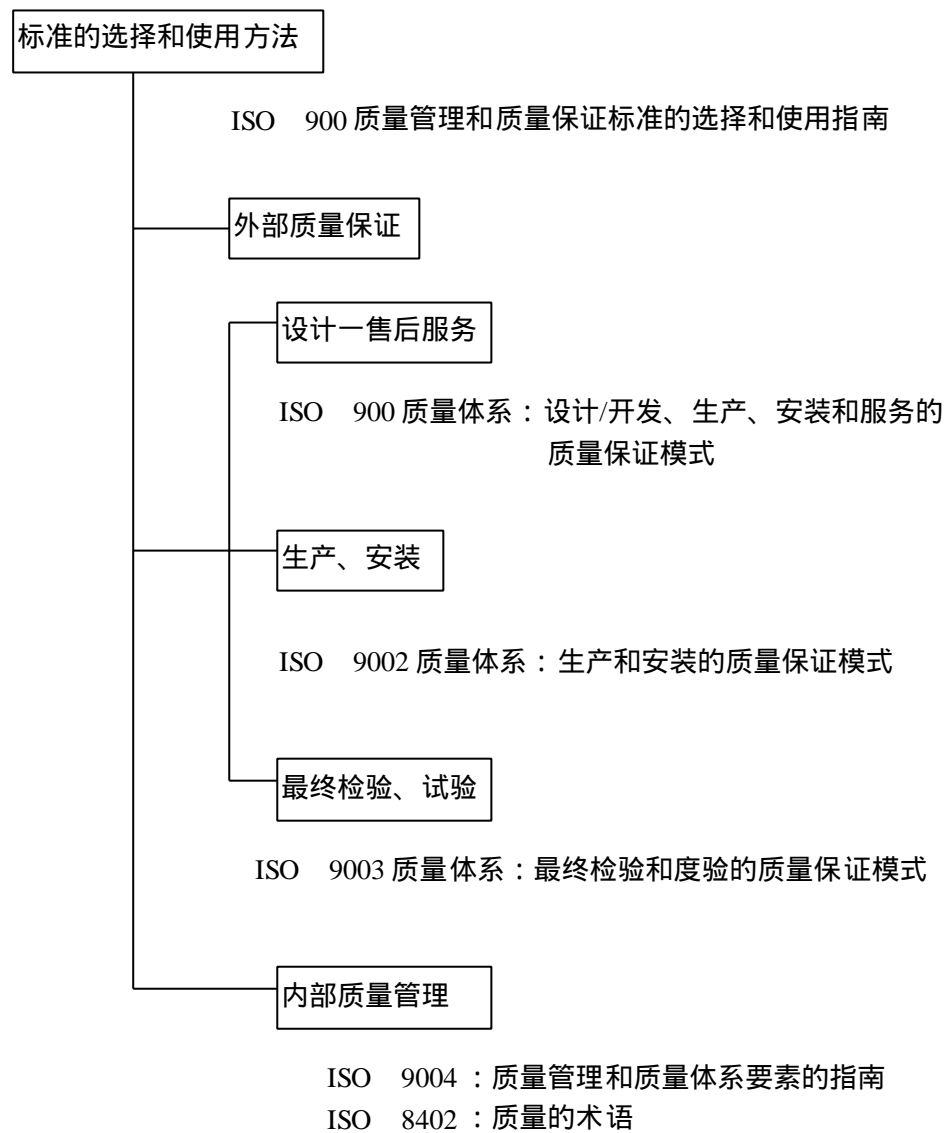 标准的选择和使用方法
ISO 900 质量管理和质量保证标准的选择和使用指南
外部质量保证
设计一售后服务
ISO 900 质量体系：设计/开发、生产、安装和服务的
质量保证模式
生产、安装
ISO 9002 质量体系：生产和安装的质量保证模式
最终检验、试验
ISO 9003 质量体系：最终检验和度验的质量保证模式
内部质量管理
ISO 9004：质量管理和质量体系要素的指南
ISO 8402：质量的术语